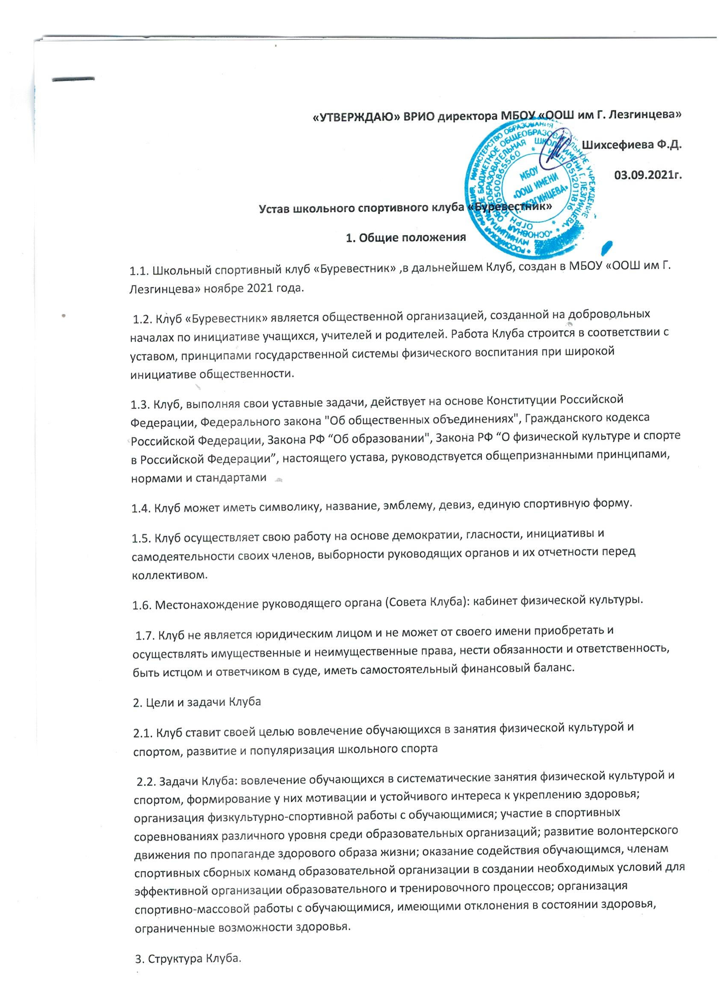 «УТВЕРЖДАЮ» ВРИО директора МБОУ «ООШ им Г. Лезгинцева»
Шихсефиева Ф.Д.
03.09.2021г.
МБОУ
«ООШ ИМЕНИ
Г. ЛЕЗГИНЦЕВА»
Устав школьного спортивного клуба «Буревестник»
1. Общие положения
1.1. Школьный спортивный клуб «Буревестник» ,в дальнейшем Клуб, создан в МБОУ «ООШ им Г.
Лезгинцева» ноябре 2021 года.
1.2. Клуб «Буревестник» является общественной организацией, созданной на добровольных
началах по инициативе учащихся, учителей и родителей. Работа Клуба строится в соответствии с
уставом, принципами государственной системы физического воспитания при широкой
инициативе общественности.
1.3. Клуб, выполняя свои уставные задачи, действует на основе Конституции Российской
Федерации, Федерального закона "Об общественных объединениях", Гражданского кодекса
Российской Федерации, Закона РФ “Об образовании", Закона РФ “О физической культуре и спорте
в Российской Федерации”, настоящего устава, руководствуется общепризнанными принципами,
нормами и стандартами
1.4. Клуб может иметь символику, название, эмблему, девиз, единую спортивную форму.
1.5. Клуб осуществляет свою работу на основе демократии, гласности, инициативы и
самодеятельности своих членов, выборности руководящих органов и их отчетности перед
коллективом.
1.6. Местонахождение руководящего органа (Совета Клуба): кабинет физической культуры.
1.7. Клуб не является юридическим лицом и не может от своего имени приобретать и
осуществлять имущественные и неимущественные права, нести обязанности и ответственность,
быть истцом и ответчиком в суде, иметь самостоятельный финансовый баланс.
2. Цели и задачи Клуба
2.1. Клуб ставит своей целью вовлечение обучающихся в занятия физической культурой и
спортом, развитие и популяризация школьного спорта
2.2. Задачи Клуба: вовлечение обучающихся в систематические занятия физической культурой и
спортом, формирование у них мотивации и устойчивого интереса к укреплению здоровья;
организация физкультурно-спортивной работы с обучающимися; участие в спортивных
соревнованиях различного уровня среди образовательных организаций; развитие волонтерского
движения по пропаганде здорового образа жизни; оказание содействия обучающимся, членам
спортивных сборных команд образовательной организации в создании необходимых условий для
эффективной организации образовательного и тренировочного процессов; организация
спортивно-массовой работы с обучающимися, имеющими отклонения в состоянии здоровья,
ограниченные возможности здоровья.
3. Структура Клуба.